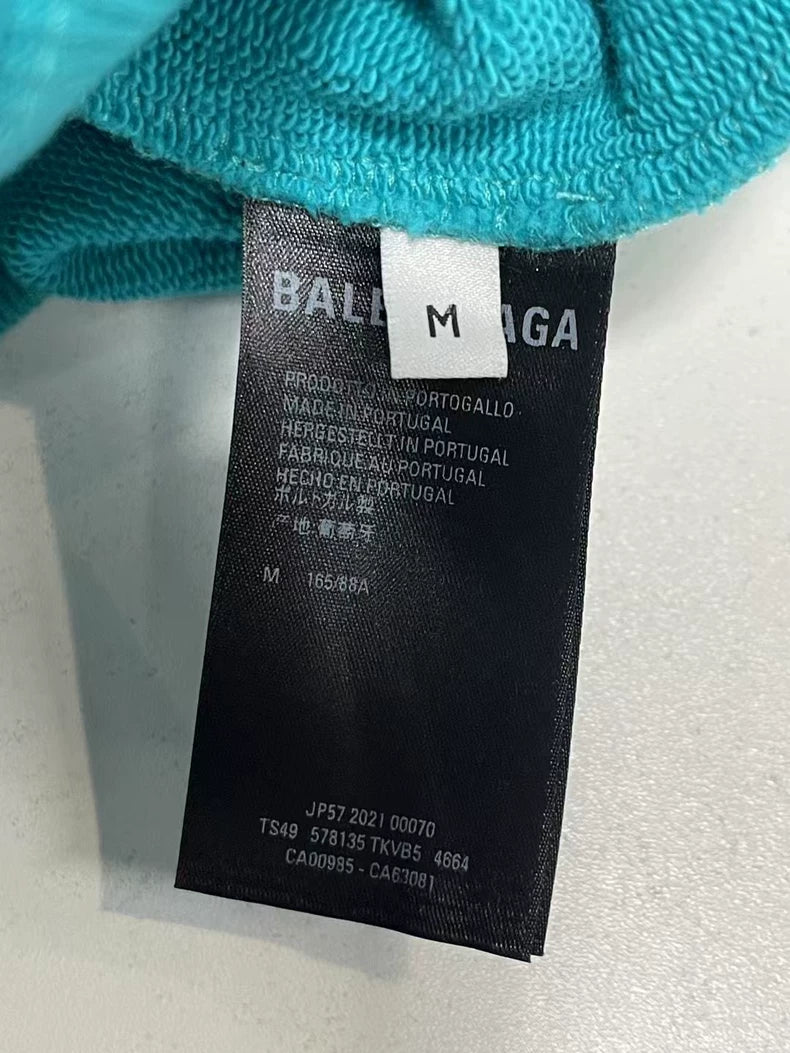 BALE AGA
M
PRODOTTO IN PORTOGALLO
MADE IN PORTUGAL
HERGESTELLT IN PORTUGAL
FABRIQUE AU PORTUGAL
HECHO EN PORTUGAL
ポルトガル製
产地:葡萄牙
M 165/88A
JP57 2021 00070
TS49 578135 TKVB5 4664
CA00985 - CA63081